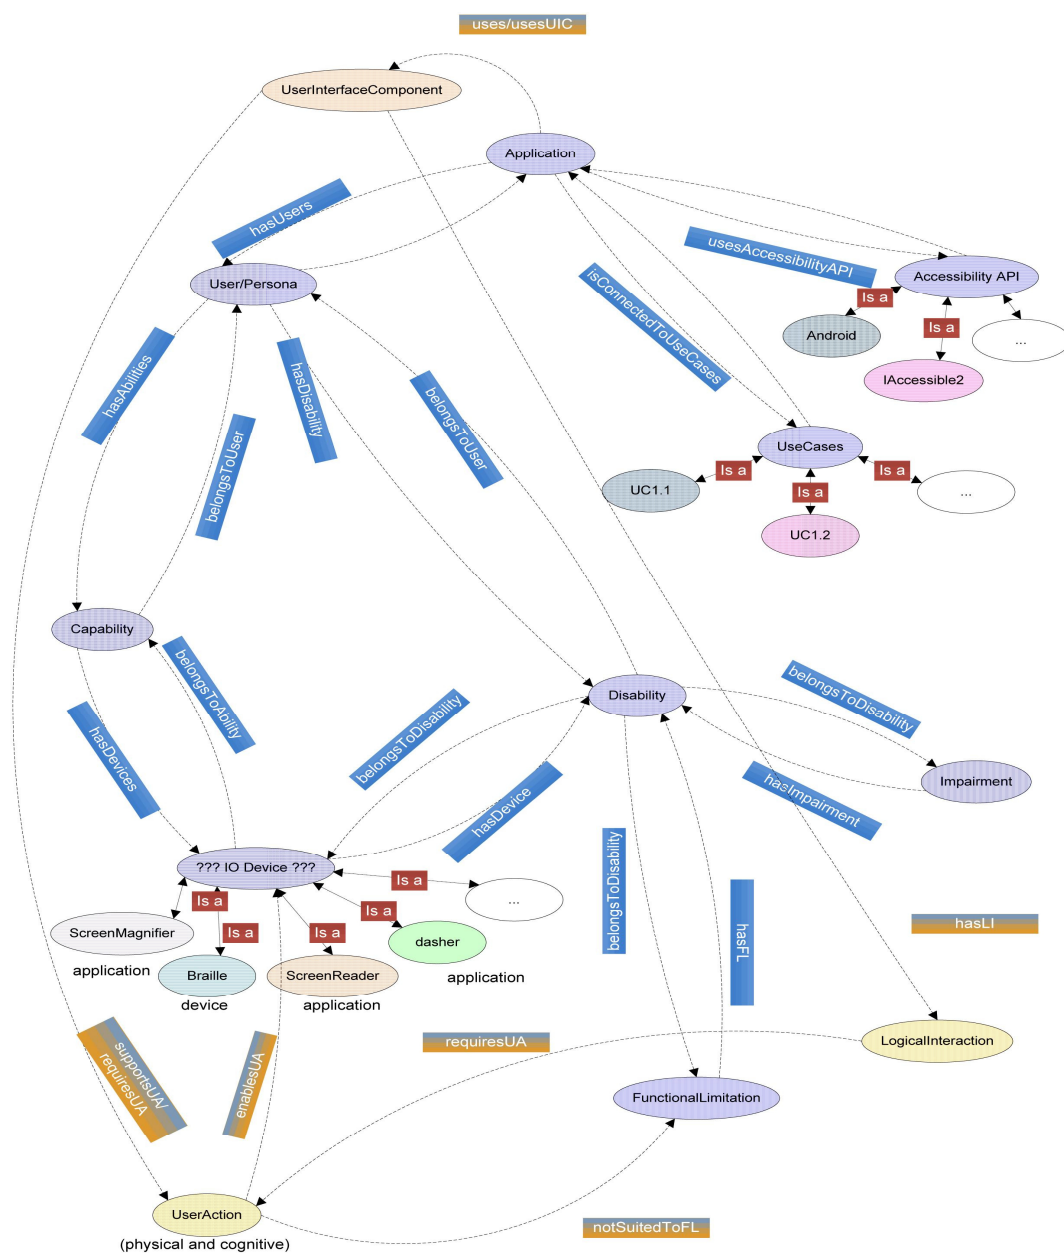 uses/usesUIC
UserInterfaceComponent
Application
hasUsers
usesAccessibilityAPI
User/Persona
Accessibility API
isConnectedToUseCases
Is a
Android
Is a
...
IAccessible2
hasAbilities
hasDisability
belongsToUser
belongsToUser
UseCases
Is a
Is a
UC1.1
Is a
...
UC1.2
Capability
belongsToAbility
Disability
belongsToDisability
hasDevices
belongsToDisability
hasImpairment
Impairment
hasDevice
??? IO Device ???
belongsToDisability
Is a
Is a
Is a
Is a
Is a
...
ScreenMagnifier
application
dasher
application
Braille
device
ScreenReader
application
hasFL
hasLI
requiresUA
LogicalInteraction
supportsUA/
requiresUA
enablesUA
FunctionalLimitation
UserAction
(physical and cognitive)
notSuitedToFL